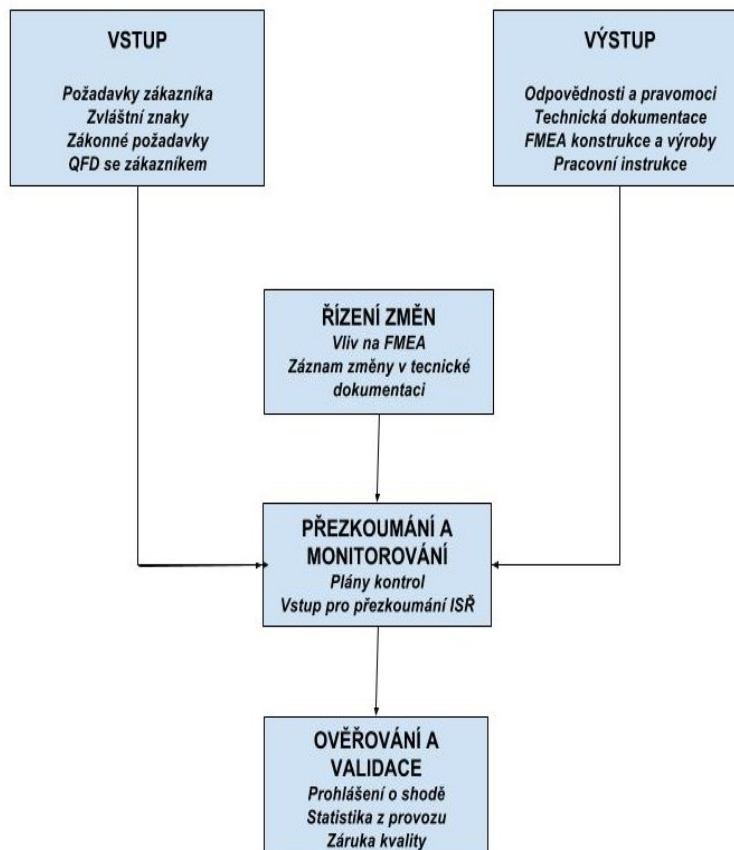 VSTUP
Požadavky zákazníka
Zvláštní znaky
Zákonné požadavky
QFD se zákazníkem
VÝSTUP
Odpovědnosti a pravomoci
Technická dokumentace
FMEA konstrukce a výroby
Pracovní instrukce
ŘÍZENÍ ZMĚN
Vliv na FMEA
Záznam změny v tecnické
dokumentaci
PŘEZKOUMÁNÍ A
MONITOROVÁNÍ
Plány kontrol
Vstup pro přezkoumání ISŘ
OVĚŘOVÁNÍ A
VALIDACE
Prohlášení o shodě
Statistika z provozu
Záruka kvality